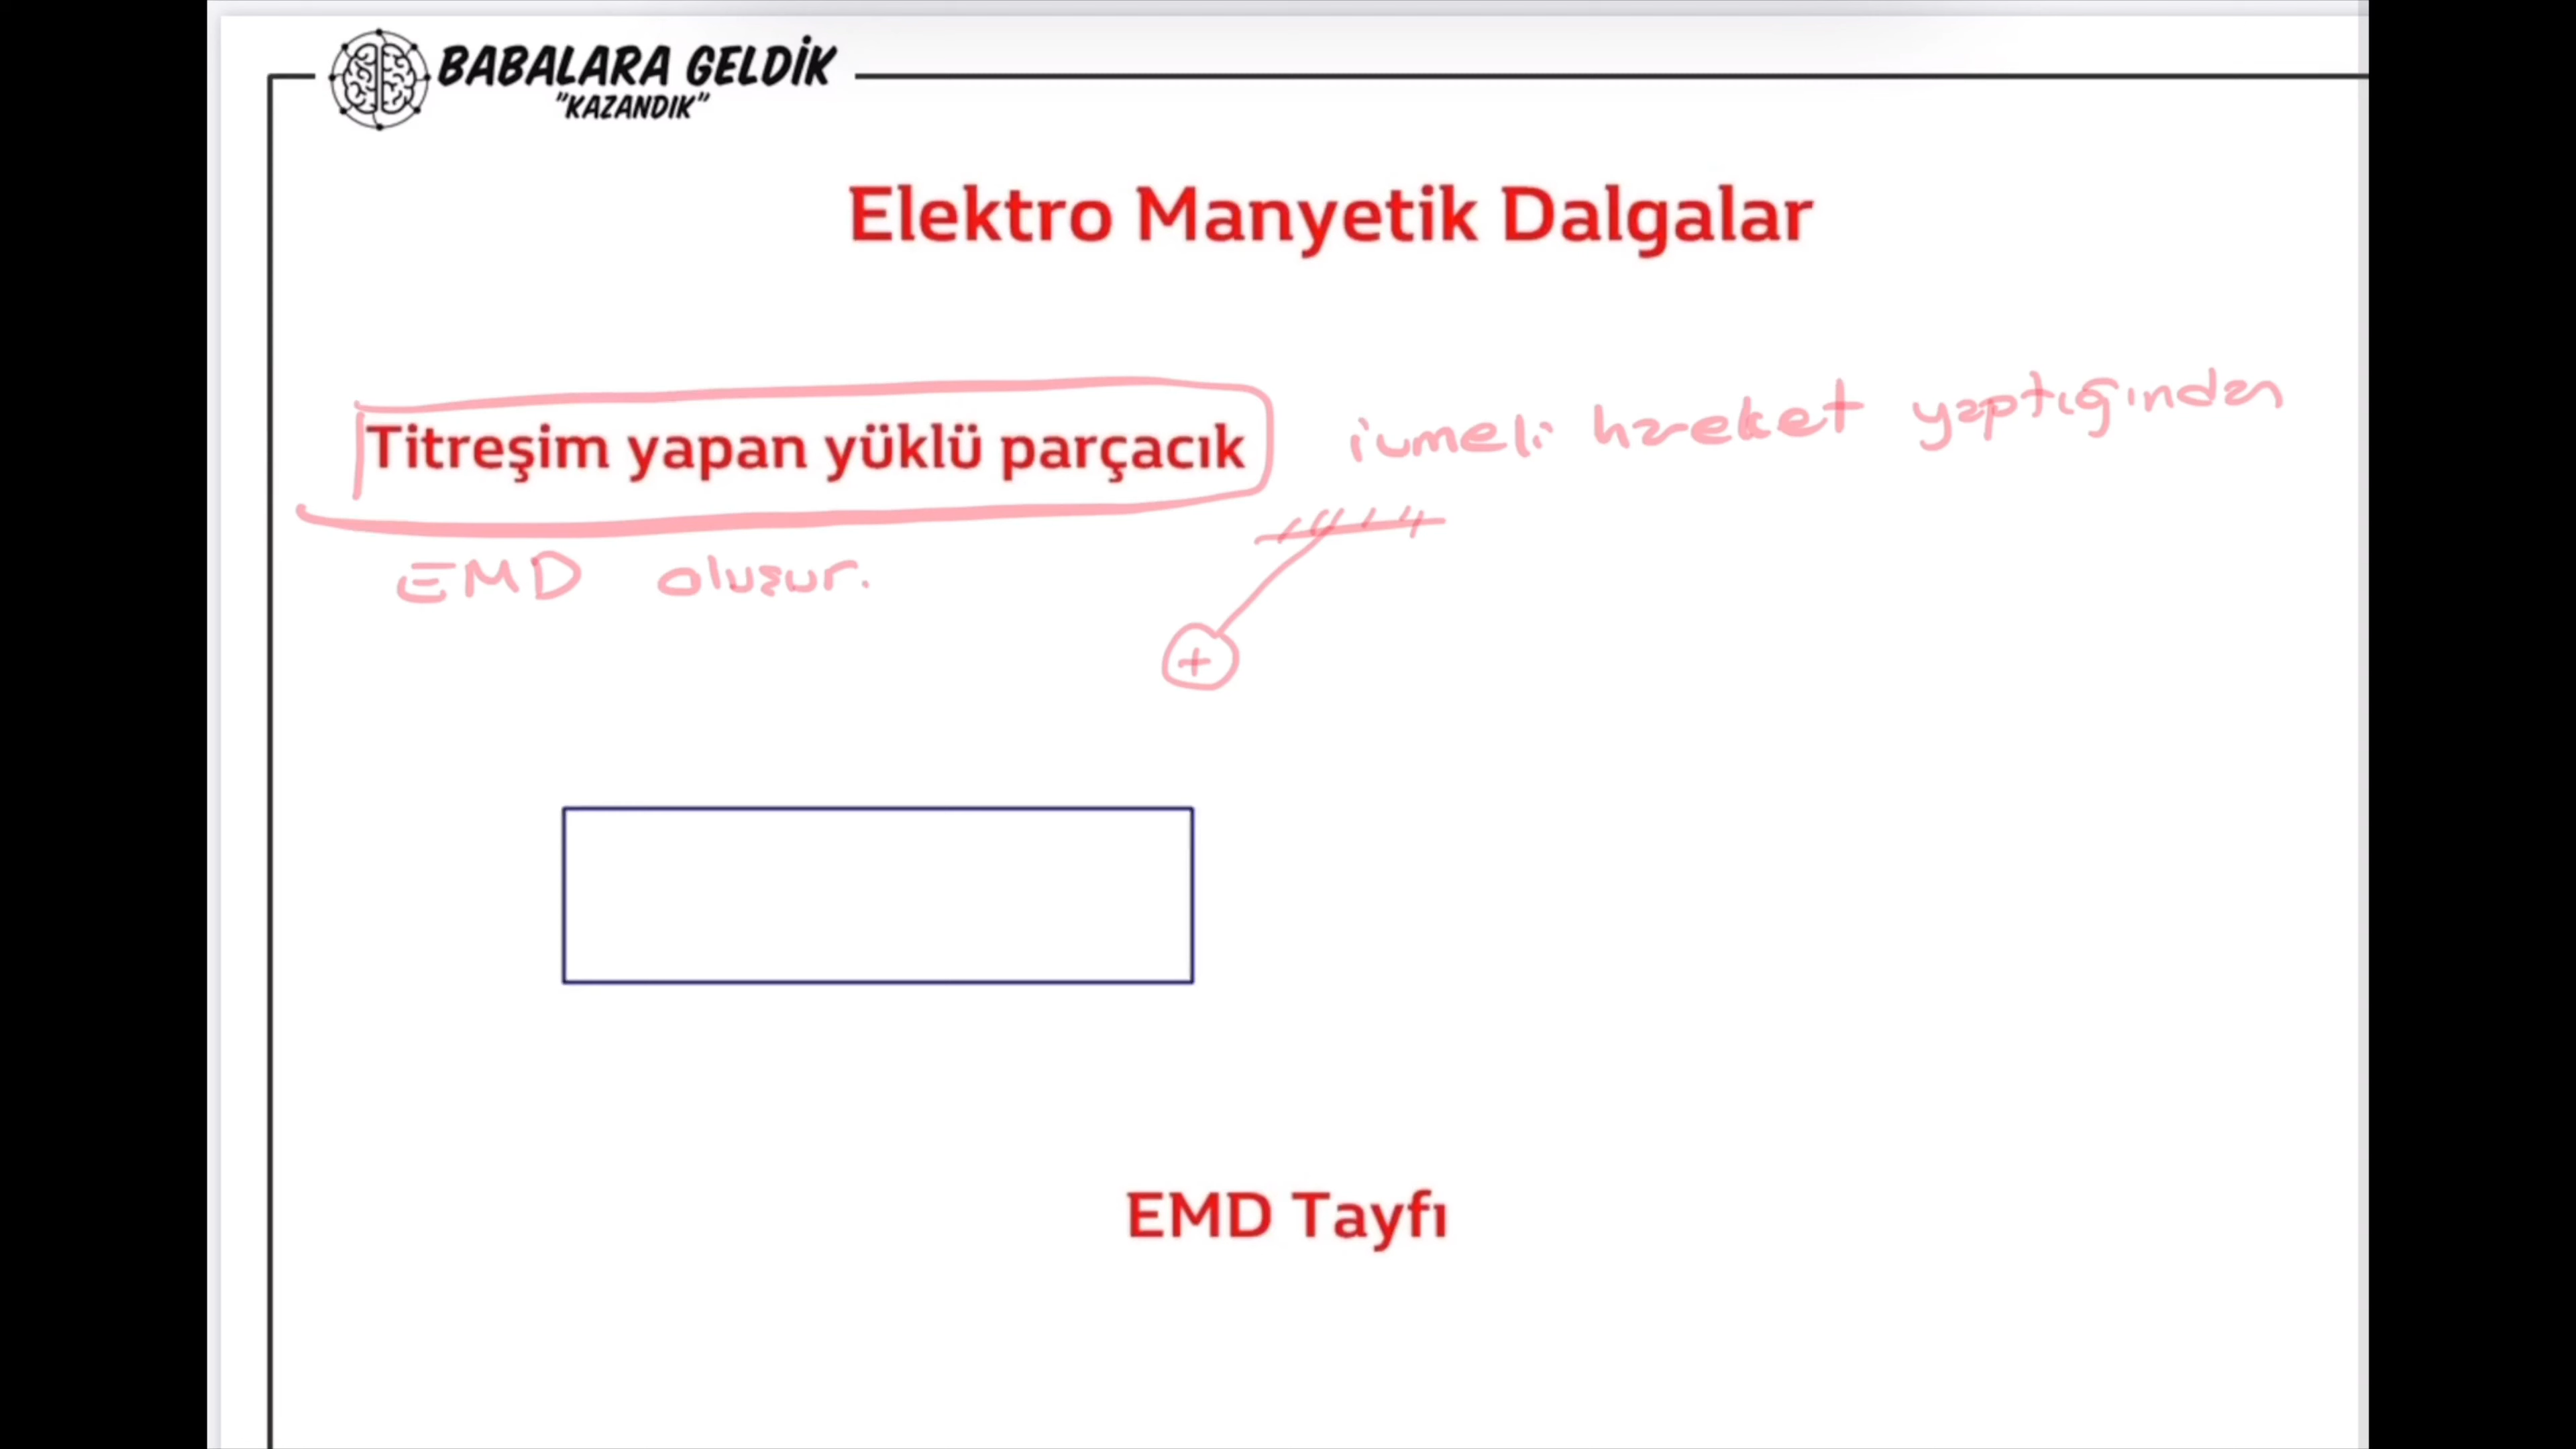 BABALARA GELDİK
"KAZANDIK"
Elektro Manyetik Dalgalar
Titreşim yapan yüklü parçacık ivmeli hareket yaptığından
EMD oluşur.
+
EMD Tayfı